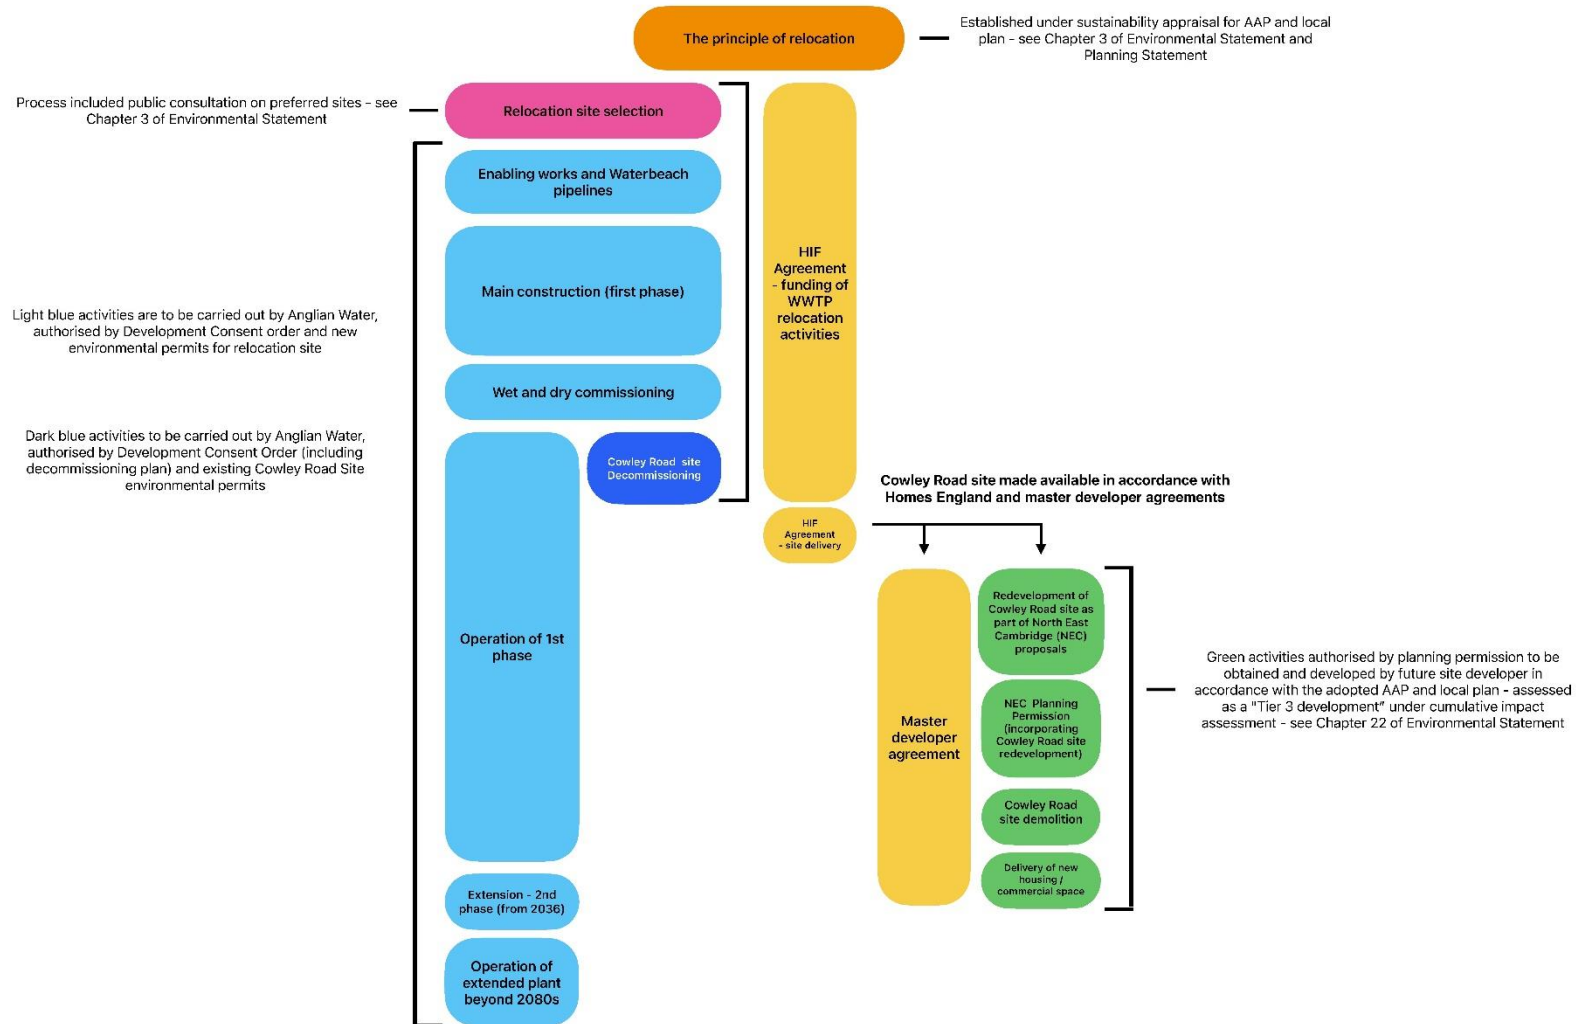 The principle of relocation
Established under sustainability appraisal for AAP and local
plan - see Chapter 3 of Environmental Statement and
Planning Statement
Process included public consultation on preferred sites - see
Chapter 3 of Environmental Statement
Relocation site selection
Enabling works and Waterbeach
pipelines
Main construction (first phase)
Light blue activities are to be carried out by Anglian Water,
authorised by Development Consent order and new
environmental permits for relocation site
Wet and dry commissioning
Dark blue activities to be carried out by Anglian Water,
authorised by Development Consent Order (including
decommissioning plan) and existing Cowley Road Site
environmental permits
Cowley Road site
Decommissioning
HIF
Agreement
- funding of
WWTP
relocation
activities
HIF
Agreement
- site delivery
Cowley Road site made available in accordance with
Homes England and master developer agreements
Operation of 1st
phase
Extension - 2nd
phase (from 2036)
Operation of
extended plant
beyond 2080s
Master
developer
agreement
Redevelopment of
Cowley Road site as
part of North East
Cambridge (NEC)
proposals
NEC Planning
Permission
(incorporating
Cowley Road site
redevelopment)
Cowley Road
site demolition
Delivery of new
housing /
commercial space
Green activities authorised by planning permission to be
obtained and developed by future site developer in
accordance with the adopted AAP and local plan - assessed
as a "Tier 3 development" under cumulative impact
assessment - see Chapter 22 of Environmental Statement